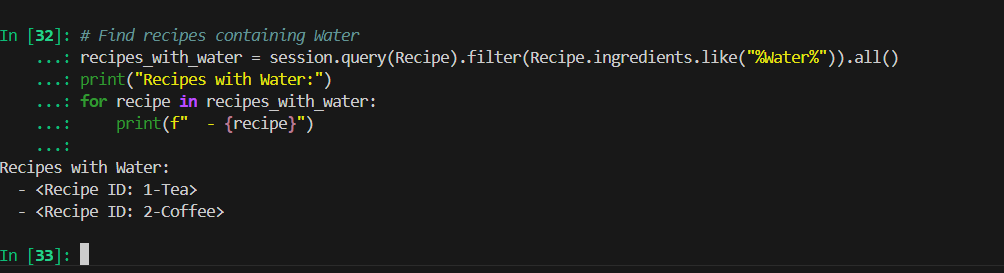 In [32]: # Find recipes containing Water
    ...: recipes_with_water = session.query(Recipe).filter(Recipe.ingredients.like("%Water%")).all()
    ...: print("Recipes with Water:")
    ...: for recipe in recipes_with_water:
    ...:     print(f"  - {recipe}")
    ...:
Recipes with Water:
  - <Recipe ID: 1-Tea>
  - <Recipe ID: 2-Coffee>
In [33]: